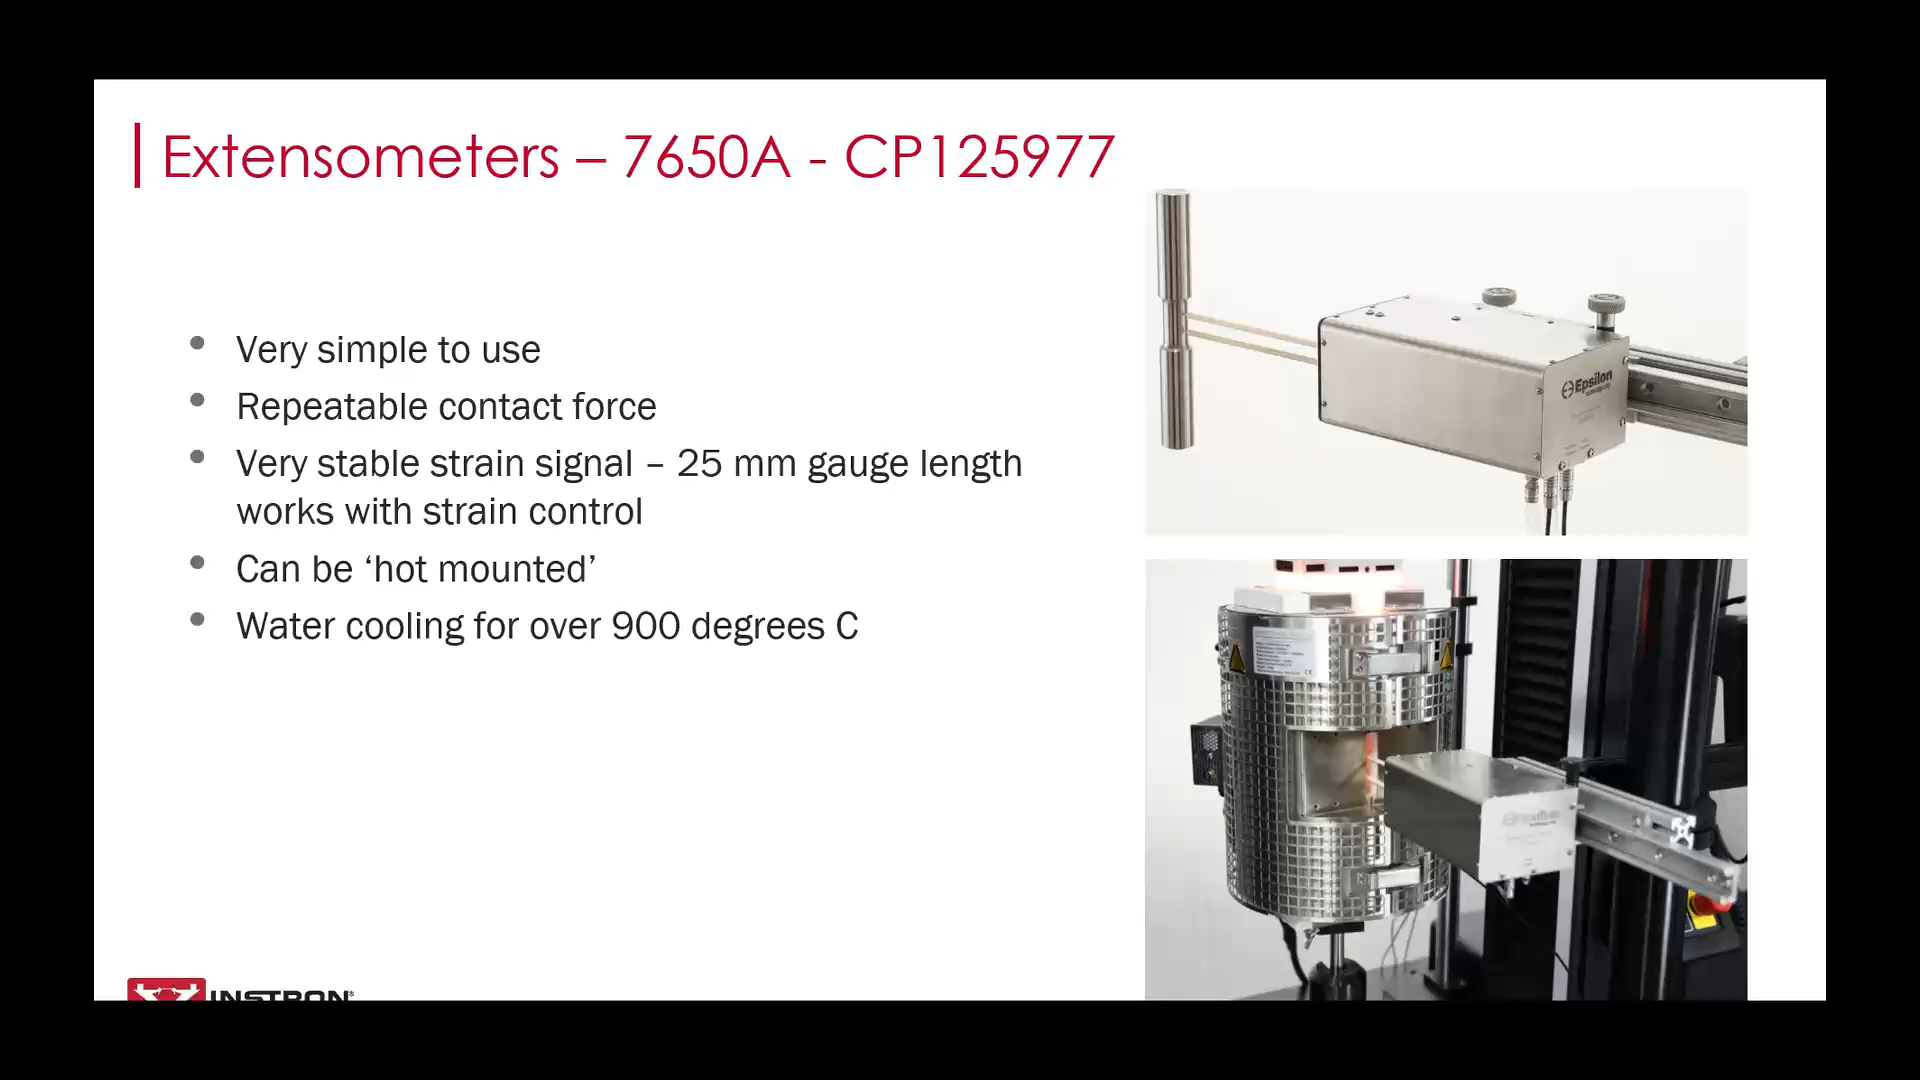 Extensometers – 7650A - CP125977
• Very simple to use
• Repeatable contact force
• Very stable strain signal – 25 mm gauge length
works with strain control
• Can be ‘hot mounted’
• Water cooling for over 900 degrees C
Epsilon
INSTRON®